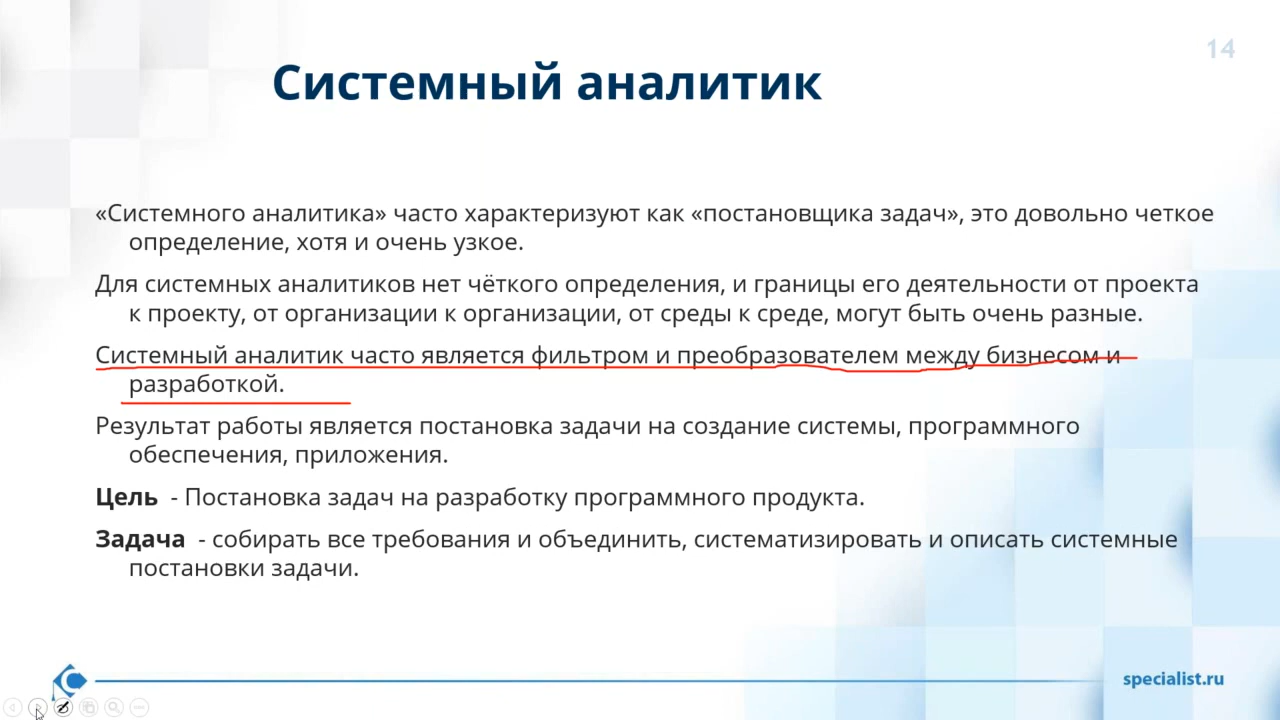 14
Системный аналитик
«Системного аналитика» часто характеризуют как «постановщика задач», это довольно четкое
определение, хотя и очень узкое.
Для системных аналитиков нет чёткого определения, и границы его деятельности от проекта
к проекту, от организации к организации, от среды к среде, могут быть очень разные.
Системный аналитик часто является фильтром и преобразователем между бизнесом и
разработкой.
Результат работы является постановка задачи на создание системы, программного
обеспечения, приложения.
Цель - Постановка задач на разработку программного продукта.
Задача - собирать все требования и объединить, систематизировать и описать системные
постановки задачи.
specialist.ru